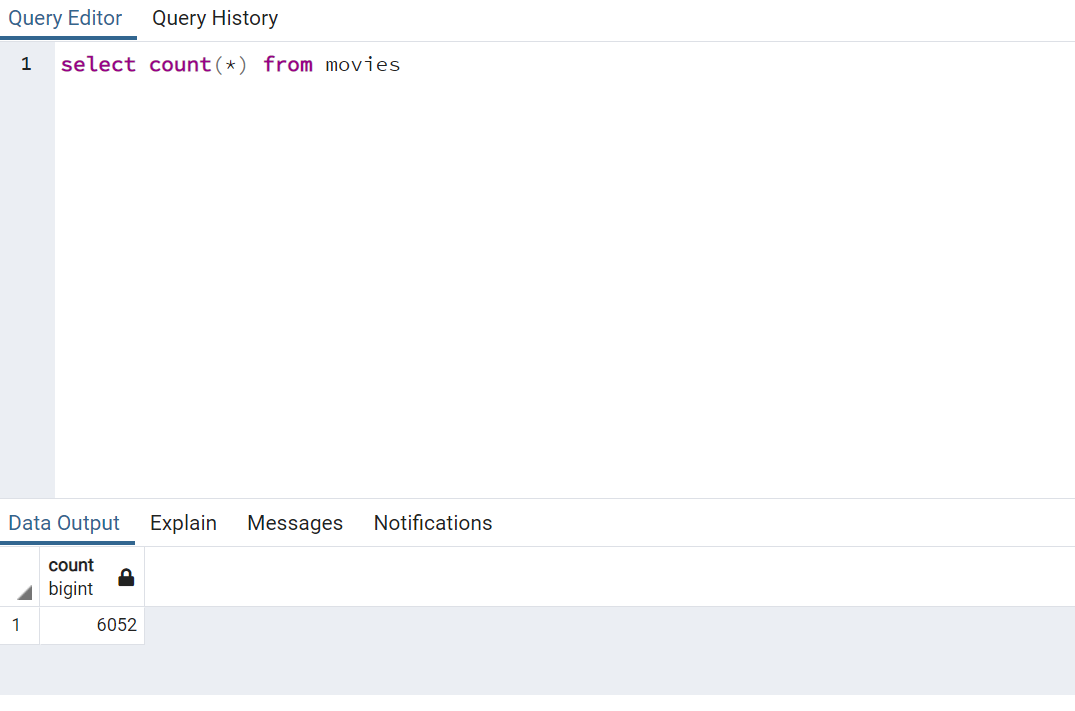 Query Editor Query History
1 select count(*) from movies
Data Output Explain Messages Notifications
count
bigint
1 6052